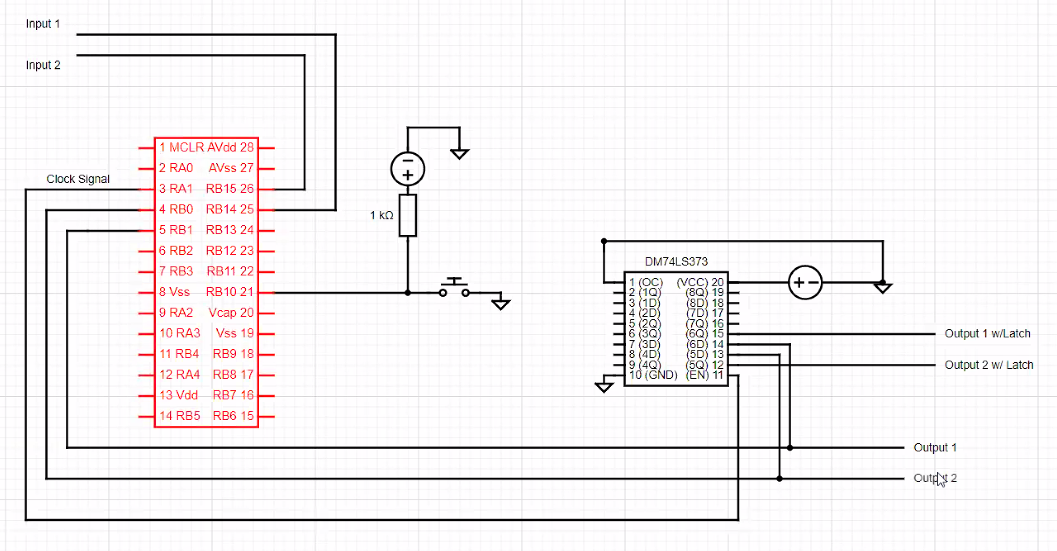 Input 1
Input 2
Clock Signal
1 MCLR AVdd 28
2 RA0 AVss 27
3 RA1 RB15 26
4 RB0 RB14 25
5 RB1 RB13 24
6 RB2 RB12 23
7 RB3 RB11 22
8 Vss RB10 21
9 RA2 Vcap 20
10 RA3 Vss 19
11 RB4 RB9 18
12 RA4 RB8 17
13 Vdd RB7 16
14 RB5 RB6 15
1 kΩ
DM74LS373
1 (OC) (VCC) 20
2 (1Q) (8Q) 19
3 (1D) (8D) 18
4 (2D) (7D) 17
5 (2Q) (7Q) 16
6 (3Q) (6Q) 15
7 (3D) (6D) 14
8 (4D) (5D) 13
9 (4Q) (5Q) 12
10 (GND) (EN) 11
Output 1 w/Latch
Output 2 w/ Latch
Output 1
Output 2